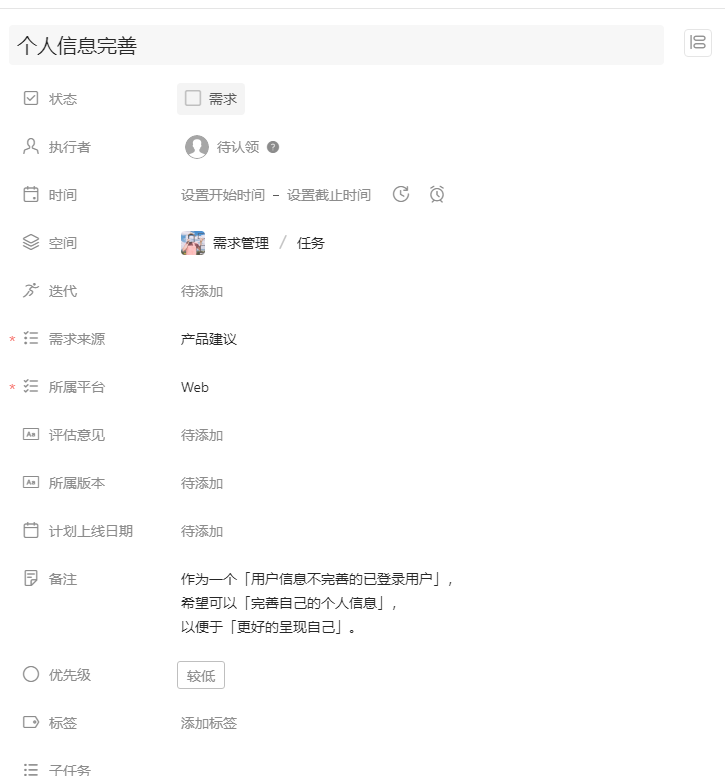 个人信息完善
状态 需求
执行者 待认领 ?
时间 设置开始时间 - 设置截止时间
空间 需求管理 / 任务
迭代 待添加
* 需求来源 产品建议
* 所属平台 Web
评估意见 待添加
所属版本 待添加
计划上线日期 待添加
备注 作为一个「用户信息不完善的已登录用户」,
希望可以「完善自己的个人信息」,
以便于「更好的呈现自己」。
优先级 较低
标签 添加标签
子任务